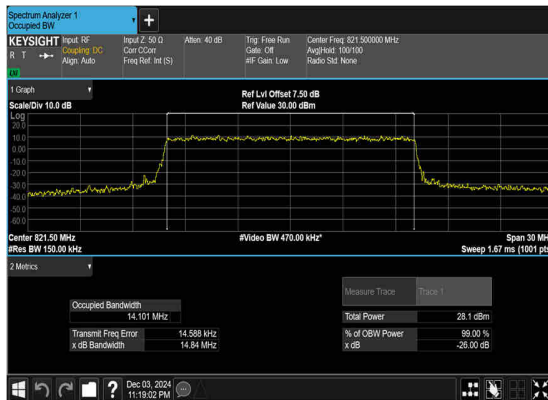 Spectrum Analyzer 1
Occupied BW
KEYSIGHT Input: RF Input Z: 50 Ω Atten: 40 dB Trig: Free Run Center Freq: 821.500000 MHz
R T Coupling: DC Corr CCorr Gate: Off Avg|Hold: 100/100
Align: Auto Freq Ref: Int (S) #IF Gain: Low Radio Std: None
1 Graph
Ref Lvl Offset 7.50 dB
Scale/Div 10.0 dB Ref Value 30.00 dBm
Log
20.0
10.0
0.00
-10.0
-20.0
-30.0
-40.0
-50.0
-60.0
Center 821.50 MHz #Video BW 470.00 kHz* Span 30 MH
#Res BW 150.00 kHz Sweep 1.67 ms (1001 pts
2 Metrics
Measure Trace Trace 1
Occupied Bandwidth
14.101 MHz Total Power 28.1 dBm
Transmit Freq Error 14.588 kHz % of OBW Power 99.00 %
x dB Bandwidth 14.84 MHz x dB -26.00 dB
Dec 03, 2024
11:19:02 PM